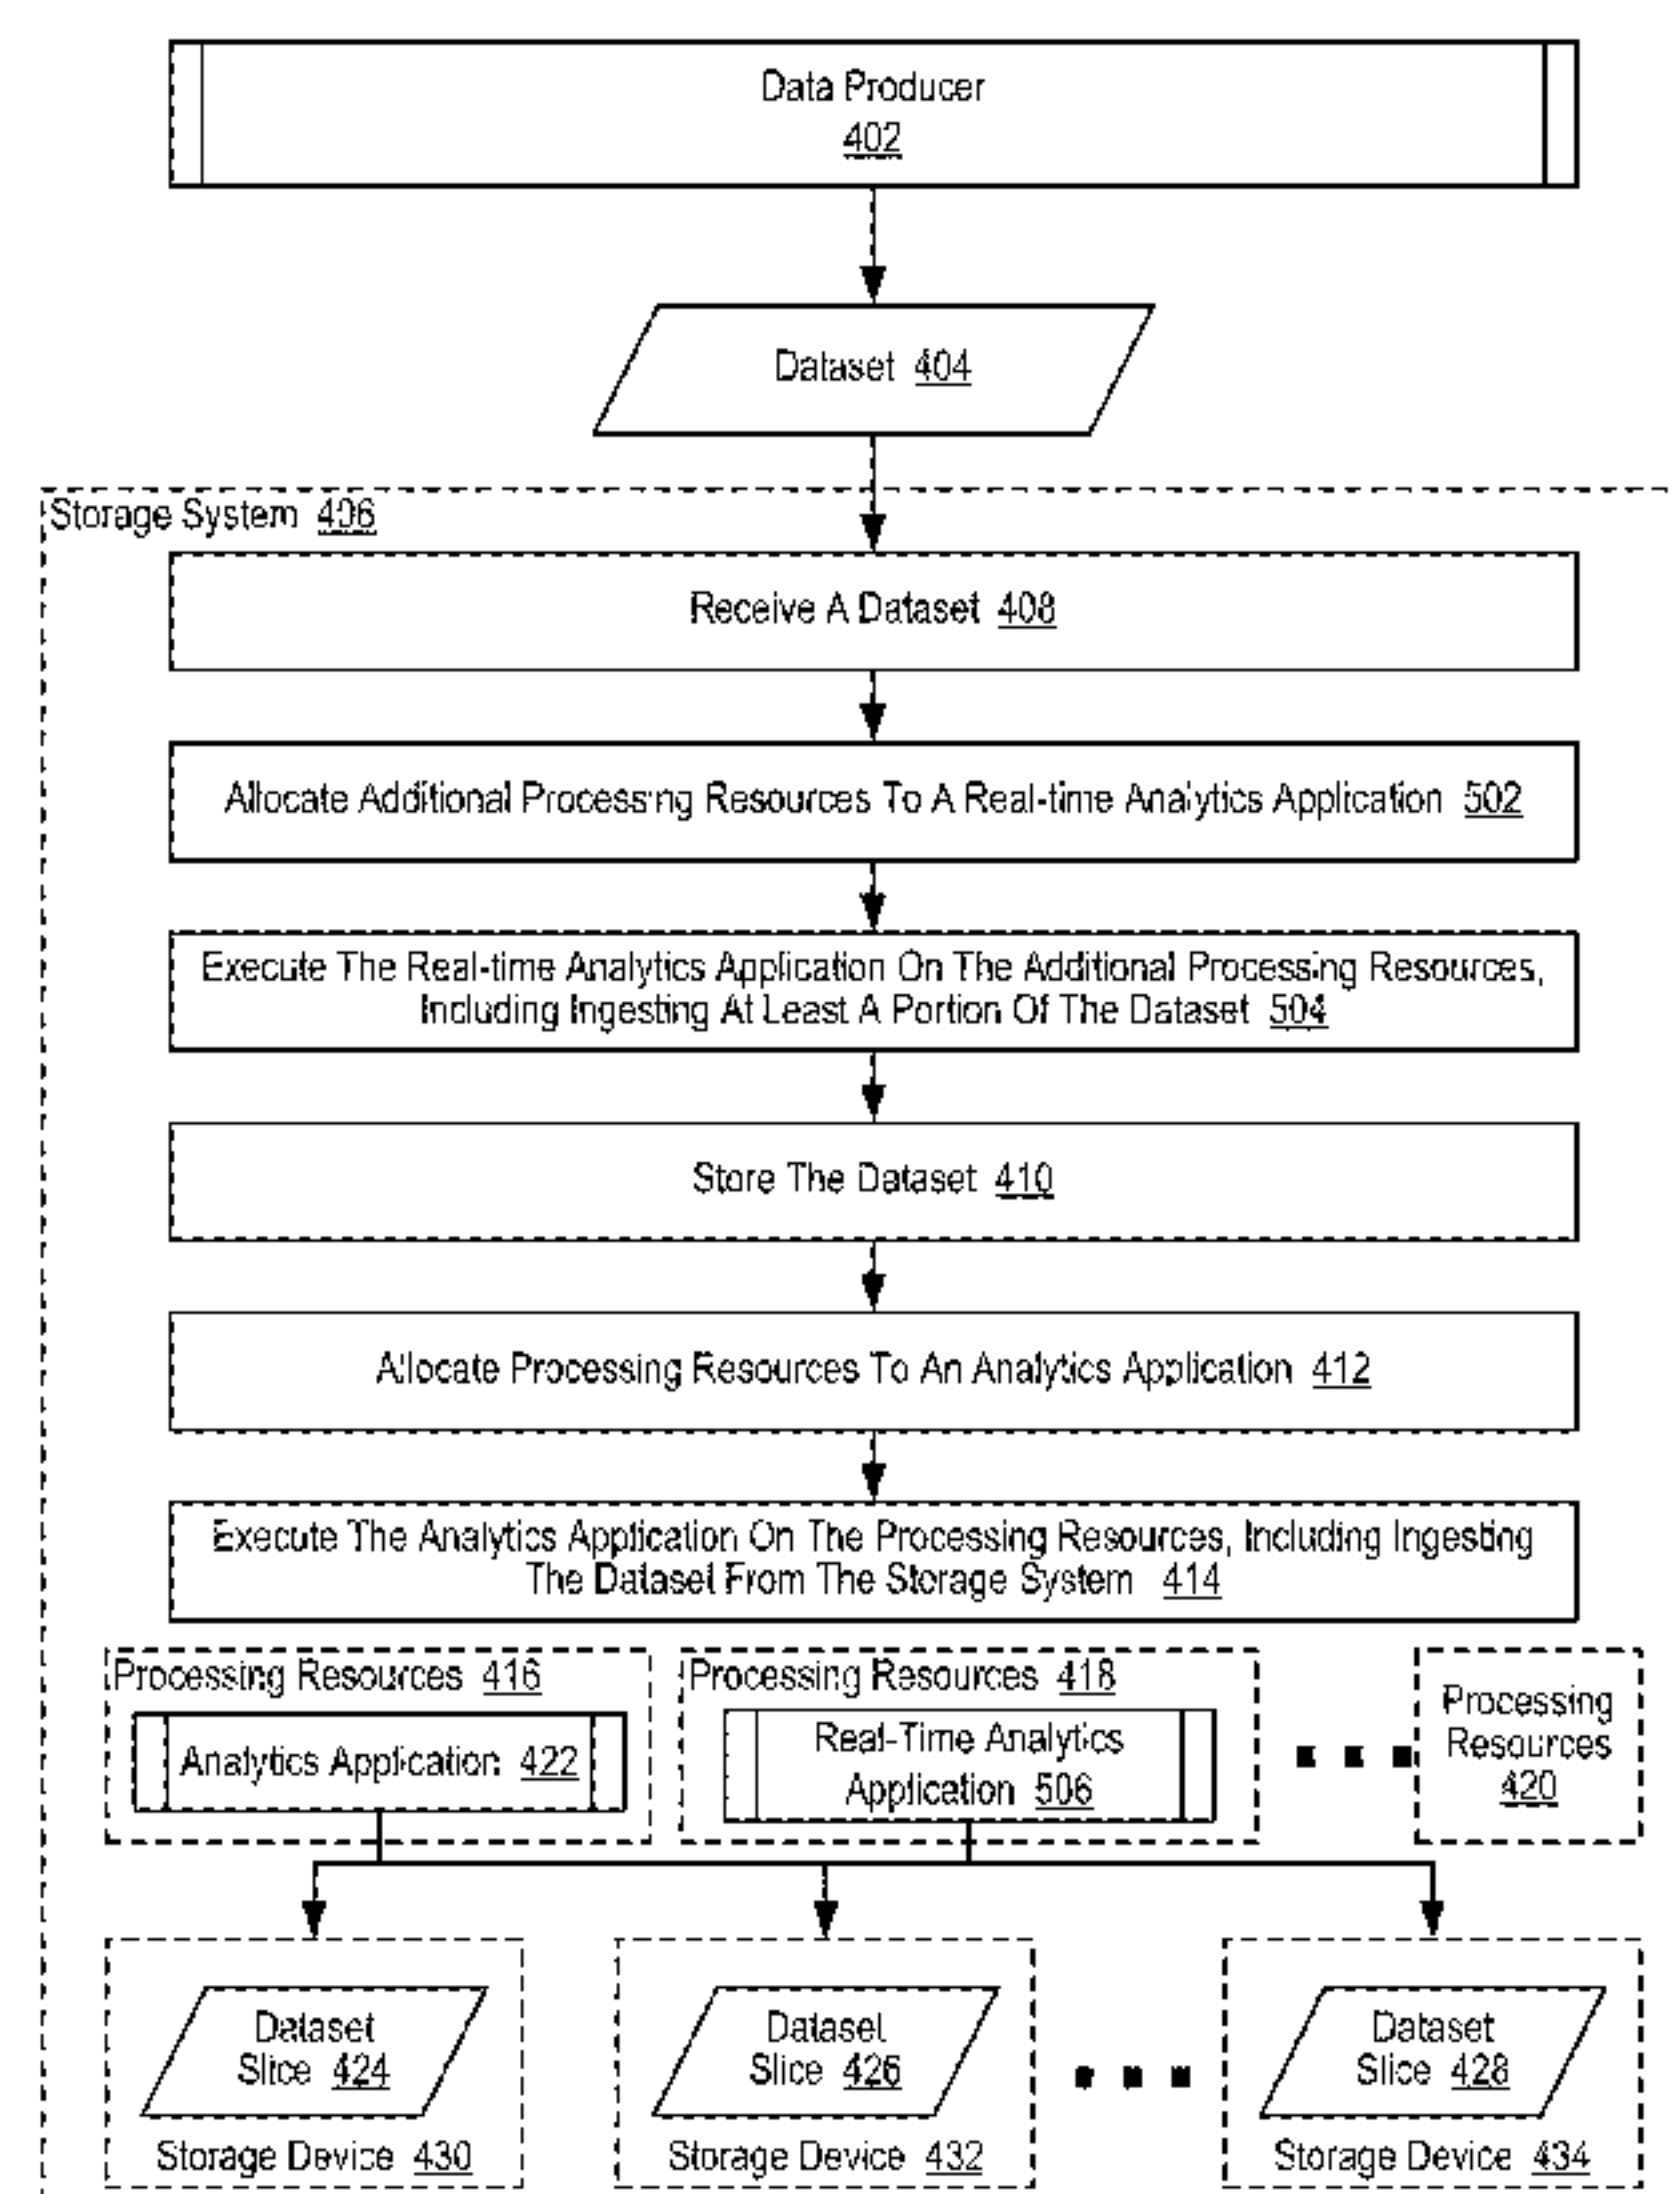 Data Producer
402
Dataset 404
Storage System 406
Receive A Dataset 408
Allocate Additional Processing Resources To A Real-time Analytics Application 502
Execute The Real-time Analytics Application On The Additional Processing Resources,
Including Ingesting At Least A Portion Of The Dataset 504
Store The Dataset 410
Allocate Processing Resources To An Analytics Application 412
Execute The Analytics Application On The Processing Resources, Including Ingesting
The Dataset From The Storage System 414
Processing Resources 416
Analytics Application 422
Processing Resources 418
Real-Time Analytics
Application 506
Processing
Resources
420
Dataset
Slice 424
Storage Device 430
Dataset
Slice 426
Storage Device 432
Dataset
Slice 428
Storage Device 434